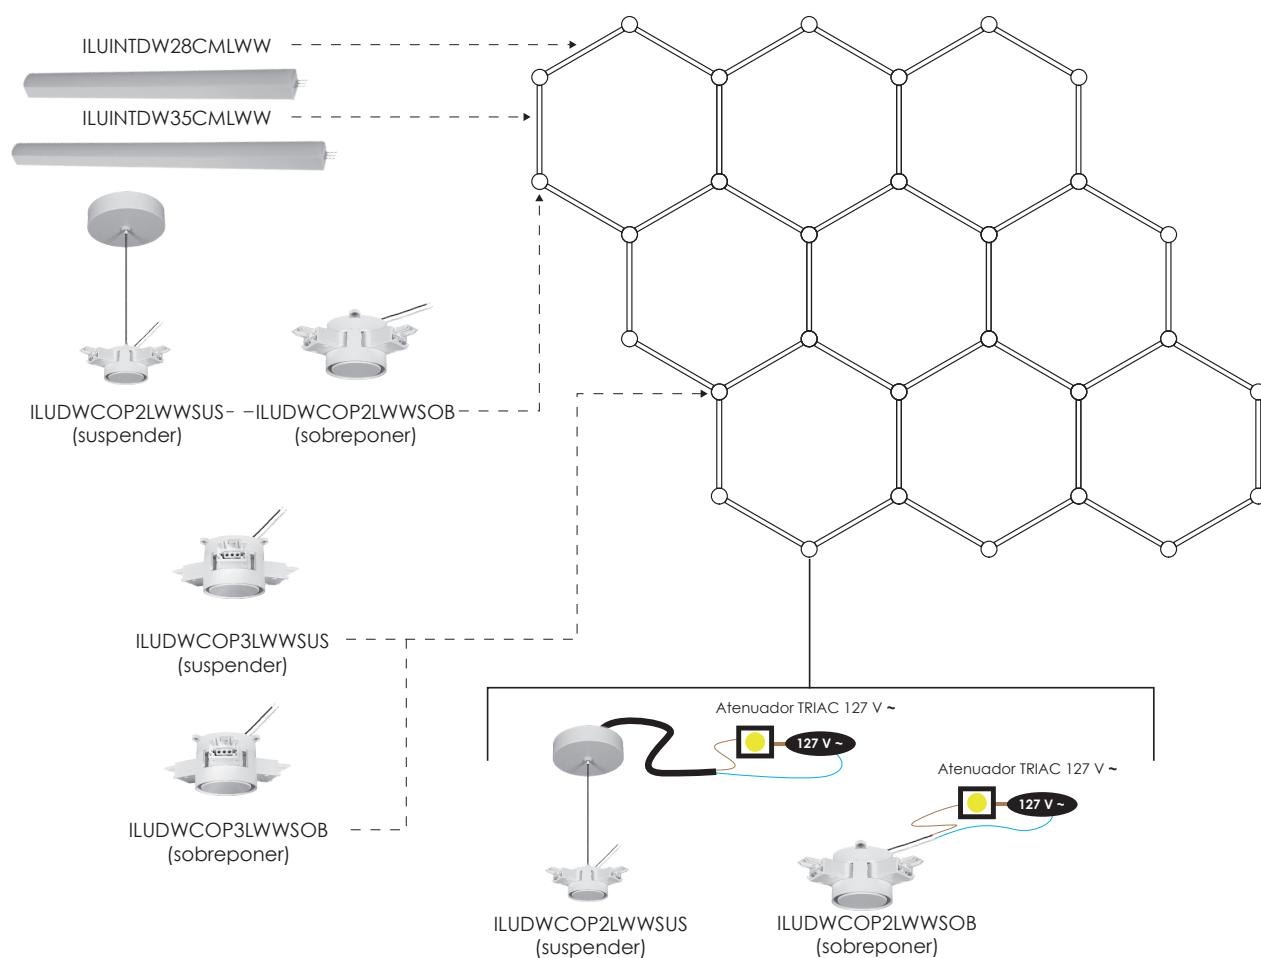 ILUINTDW28CMLWW
ILUINTDW35CMLWW
ILUDWCOP2LWWSUS
(suspender)
ILUDWCOP2LWWSOB
(sobreponer)
ILUDWCOP3LWWSUS
(suspender)
ILUDWCOP3LWWSOB
(sobreponer)
Atenuador TRIAC 127 V ~
127 V ~
Atenuador TRIAC 127 V ~
127 V ~
ILUDWCOP2LWWSUS
(suspender)
ILUDWCOP2LWWSOB
(sobreponer)